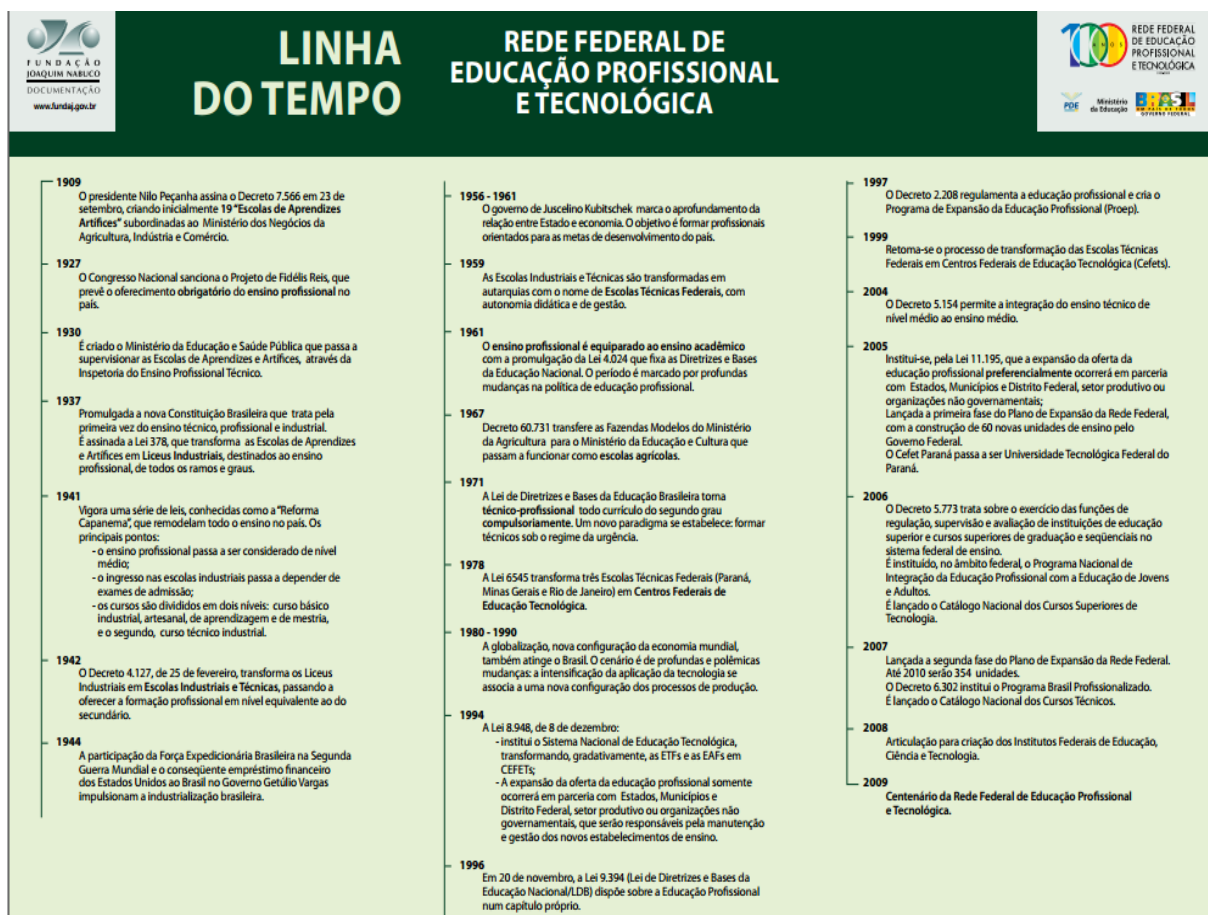 FUNDAÇÃO
JOAQUIM NABUCO
DOCUMENTAÇÃO
www.fundaj.gov.br
LINHA
DO TEMPO
REDE FEDERAL DE
EDUCAÇÃO PROFISSIONAL
E TECNOLÓGICA
100
ANOS
REDE FEDERAL
DE EDUCAÇÃO
PROFISSIONAL
E TECNOLÓGICA
PDE
Ministério
da Educação
BRASIL
UM PAÍS DE TODOS
GOVERNO FEDERAL
1909
O presidente Nilo Peçanha assina o Decreto 7.566 em 23 de
setembro, criando inicialmente 19 “Escolas de Aprendizes
Artífices” subordinadas ao Ministério dos Negócios da
Agricultura, Indústria e Comércio.
1927
O Congresso Nacional sanciona o Projeto de Fidélis Reis, que
prevê o oferecimento obrigatório do ensino profissional no
país.
1930
É criado o Ministério da Educação e Saúde Pública que passa a
supervisionar as Escolas de Aprendizes e Artífices, através da
Inspetoria do Ensino Profissional Técnico.
1937
Promulgada a nova Constituição Brasileira que trata pela
primeira vez do ensino técnico, profissional e industrial.
É assinada a Lei 378, que transforma as Escolas de Aprendizes
e Artífices em Liceus Industriais, destinados ao ensino
profissional, de todos os ramos e graus.
1941
Vigora uma série de leis, conhecidas como a “Reforma
Capanema”, que remodelam todo o ensino no país. Os
principais pontos:
- o ensino profissional passa a ser considerado de nível
médio;
- o ingresso nas escolas industriais passa a depender de
exames de admissão;
- os cursos são divididos em dois níveis: curso básico
industrial, artesanal, de aprendizagem e de mestria,
e o segundo, curso técnico industrial.
1942
O Decreto 4.127, de 25 de fevereiro, transforma os Liceus
Industriais em Escolas Industriais e Técnicas, passando a
oferecer a formação profissional em nível equivalente ao do
secundário.
1944
A participação da Força Expedicionária Brasileira na Segunda
Guerra Mundial e o conseqüente empréstimo financeiro
dos Estados Unidos ao Brasil no Governo Getúlio Vargas
impulsionam a industrialização brasileira.
1956 - 1961
O governo de Juscelino Kubitschek marca o aprofundamento da
relação entre Estado e economia. O objetivo é formar profissionais
orientados para as metas de desenvolvimento do país.
1959
As Escolas Industriais e Técnicas são transformadas em
autarquias com o nome de Escolas Técnicas Federais, com
autonomia didática e de gestão.
1961
O ensino profissional é equiparado ao ensino acadêmico
com a promulgação da Lei 4.024 que fixa as Diretrizes e Bases
da Educação Nacional. O período é marcado por profundas
mudanças na política de educação profissional.
1967
Decreto 60.731 transfere as Fazendas Modelos do Ministério
da Agricultura para o Ministério da Educação e Cultura que
passam a funcionar como escolas agrícolas.
1971
A Lei de Diretrizes e Bases da Educação Brasileira torna
técnico-profissional todo currículo do segundo grau
compulsoriamente. Um novo paradigma se estabelece: formar
técnicos sob o regime da urgência.
1978
A Lei 6545 transforma três Escolas Técnicas Federais (Paraná,
Minas Gerais e Rio de Janeiro) em Centros Federais de
Educação Tecnológica.
1980 - 1990
A globalização, nova configuração da economia mundial,
também atinge o Brasil. O cenário é de profundas e polêmicas
mudanças: a intensificação da aplicação da tecnologia se
associa a uma nova configuração dos processos de produção.
1994
A Lei 8.948, de 8 de dezembro:
- institui o Sistema Nacional de Educação Tecnológica,
transformando, gradativamente, as ETFs e as EAFs em
CEFETs;
- A expansão da oferta da educação profissional somente
ocorrerá em parceria com Estados, Municípios e
Distrito Federal, setor produtivo ou organizações não
governamentais, que serão responsáveis pela manutenção
e gestão dos novos estabelecimentos de ensino.
1996
Em 20 de novembro, a Lei 9.394 (Lei de Diretrizes e Bases da
Educação Nacional/LDB) dispõe sobre a Educação Profissional
num capítulo próprio.
1997
O Decreto 2.208 regulamenta a educação profissional e cria o
Programa de Expansão da Educação Profissional (Proep).
1999
Retoma-se o processo de transformação das Escolas Técnicas
Federais em Centros Federais de Educação Tecnológica (Cefets).
2004
O Decreto 5.154 permite a integração do ensino técnico de
nível médio ao ensino médio.
2005
Institui-se, pela Lei 11.195, que a expansão da oferta da
educação profissional preferencialmente ocorrerá em parceria
com Estados, Municípios e Distrito Federal, setor produtivo ou
organizações não governamentais;
Lançada a primeira fase do Plano de Expansão da Rede Federal,
com a construção de 60 novas unidades de ensino pelo
Governo Federal.
O Cefet Paraná passa a ser Universidade Tecnológica Federal do
Paraná.
2006
O Decreto 5.773 trata sobre o exercício das funções de
regulação, supervisão e avaliação de instituições de educação
superior e cursos superiores de graduação e seqüenciais no
sistema federal de ensino.
É instituído, no âmbito federal, o Programa Nacional de
Integração da Educação Profissional com a Educação de Jovens
e Adultos.
É lançado o Catálogo Nacional dos Cursos Superiores de
Tecnologia.
2007
Lançada a segunda fase do Plano de Expansão da Rede Federal.
Até 2010 serão 354 unidades.
O Decreto 6.302 institui o Programa Brasil Profissionalizado.
É lançado o Catálogo Nacional dos Cursos Técnicos.
2008
Articulação para criação dos Institutos Federais de Educação,
Ciência e Tecnologia.
2009
Centenário da Rede Federal de Educação Profissional
e Tecnológica.